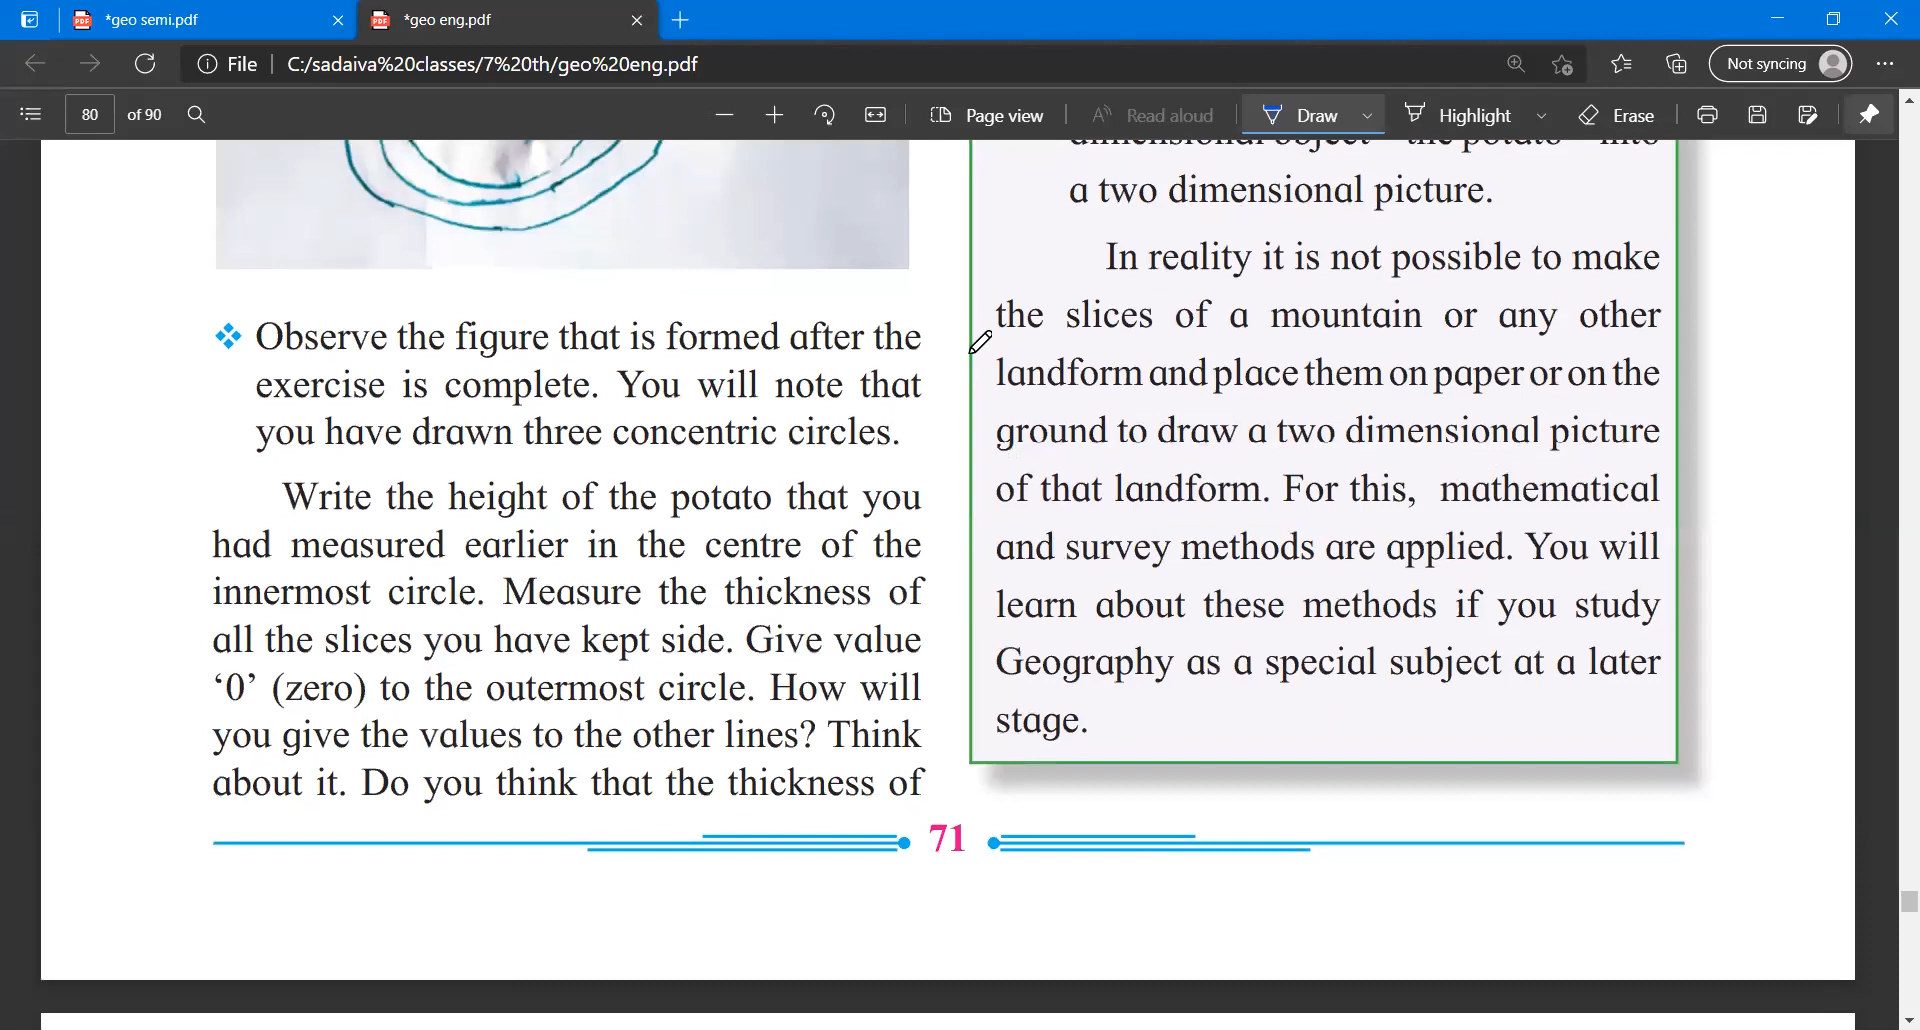 *geo semi.pdf
*geo eng.pdf
File
C:/sadaiva%20classes/7%20th/geo%20eng.pdf
Not syncing
80
of 90
Page view
Read aloud
Draw
Highlight
Erase
Observe the figure that is formed after the
exercise is complete. You will note that
you have drawn three concentric circles.
Write the height of the potato that you
had measured earlier in the centre of the
innermost circle. Measure the thickness of
all the slices you have kept side. Give value
‘0’ (zero) to the outermost circle. How will
you give the values to the other lines? Think
about it. Do you think that the thickness of
dimensional object the potato into
a two dimensional picture.
In reality it is not possible to make
the slices of a mountain or any other
landform and place them on paper or on the
ground to draw a two dimensional picture
of that landform. For this, mathematical
and survey methods are applied. You will
learn about these methods if you study
Geography as a special subject at a later
stage.
71